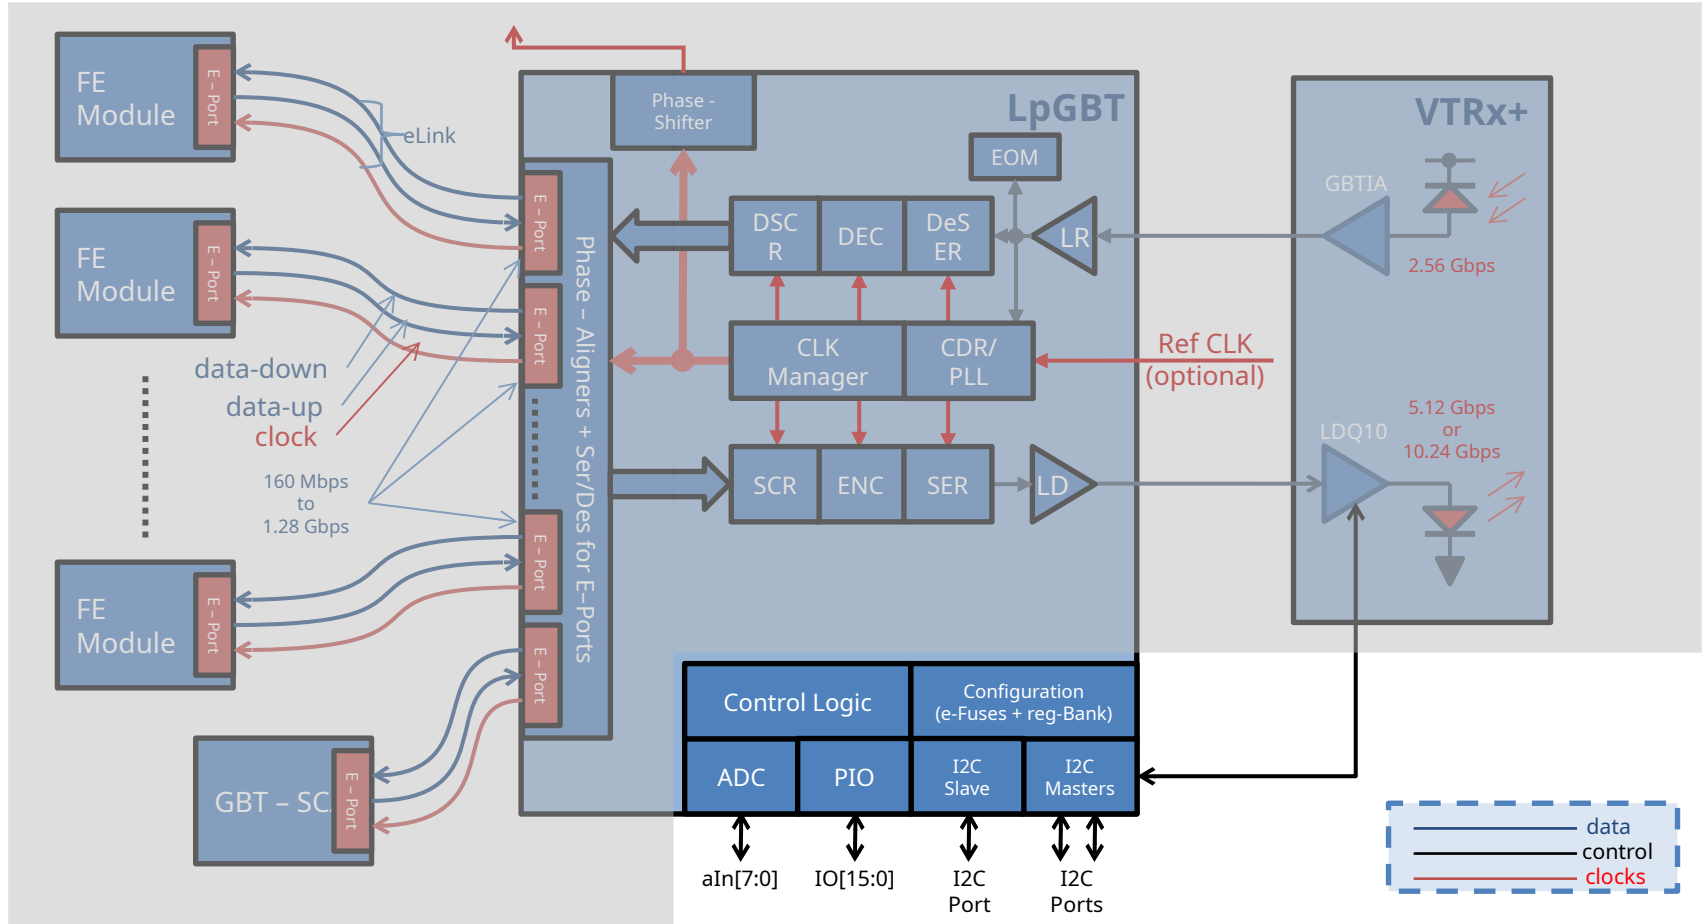 FE
Module
E – Port
eLink
FE
Module
E – Port
data-down
data-up
clock
160 Mbps
to
1.28 Gbps
FE
Module
E – Port
GBT – SC
E – Port
LpGBT
Phase -
Shifter
E – Port
E – Port
E – Port
E – Port
Phase – Aligners + Ser/Des for E–Ports
EOM
DSC
R
DEC
DeS
ER
LR
CLK
Manager
CDR/
PLL
Ref CLK
(optional)
SCR
ENC
SER
LD
VTRx+
GBTIA
2.56 Gbps
5.12 Gbps
or
10.24 Gbps
LDQ10
Control Logic
Configuration
(e-Fuses + reg-Bank)
ADC
PIO
I2C
Slave
I2C
Masters
aIn[7:0]
IO[15:0]
I2C
Port
I2C
Ports
data
control
clocks